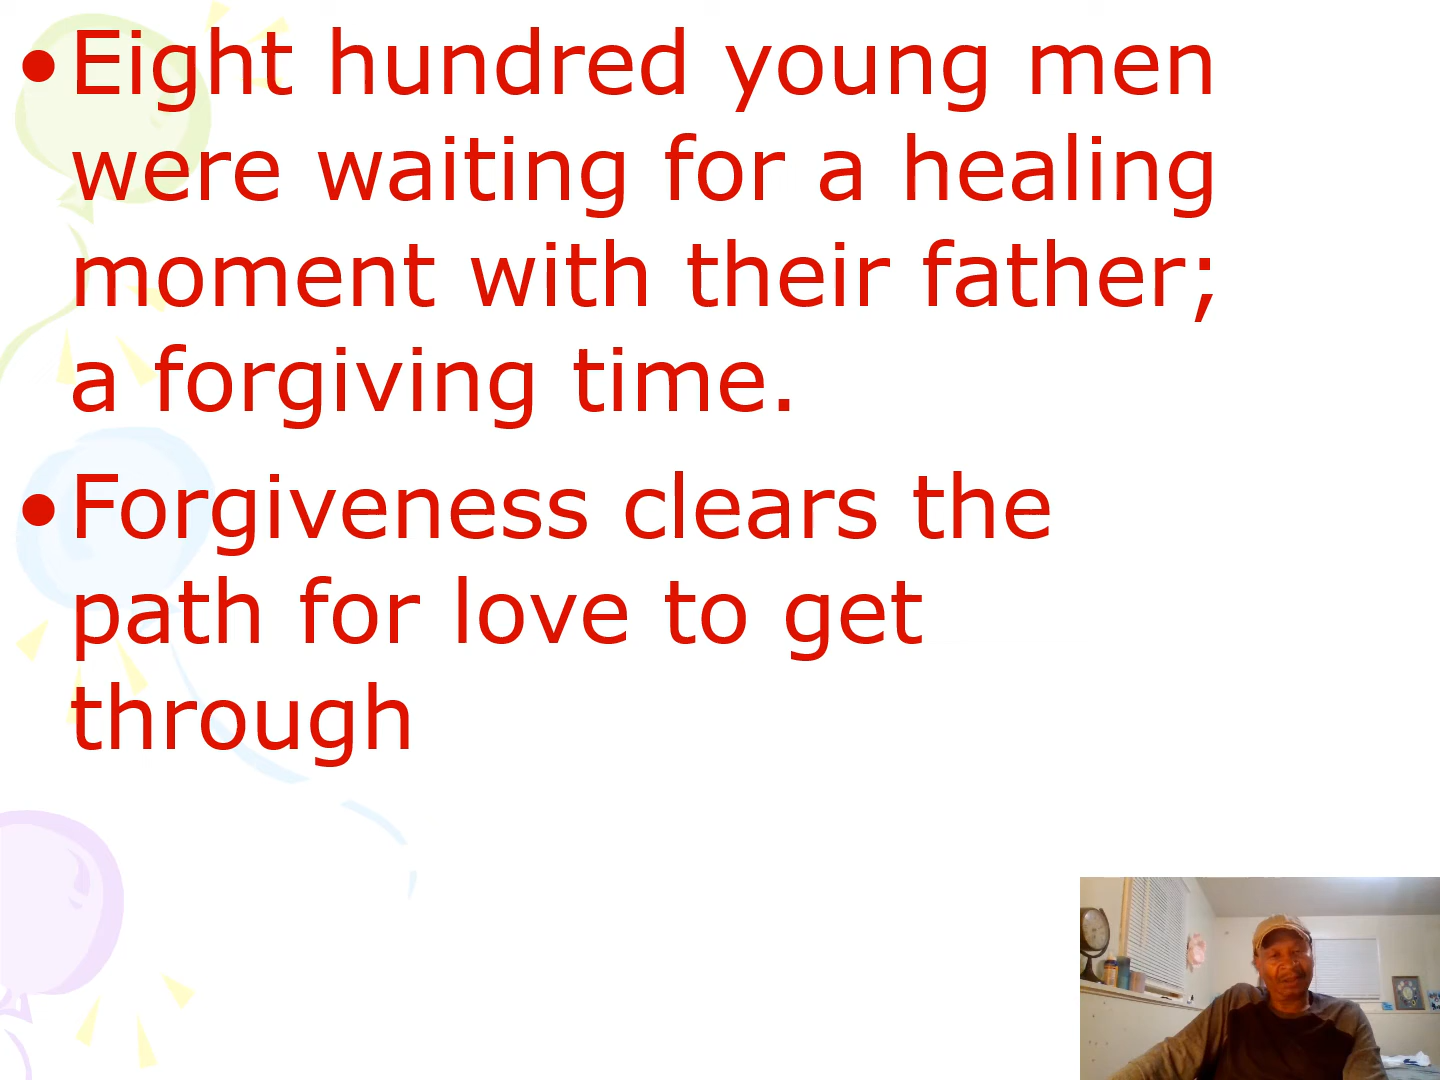 •Eight hundred young men
were waiting for a healing
moment with their father;
a forgiving time.
•Forgiveness clears the
path for love to get
through